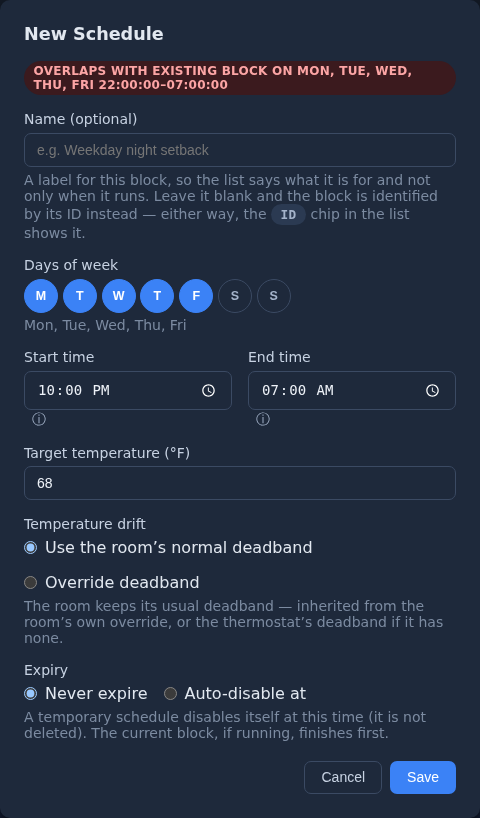 New Schedule
OVERLAPS WITH EXISTING BLOCK ON MON, TUE, WED,
THU, FRI 22:00:00–07:00:00
Name (optional)
e.g. Weekday night setback
A label for this block, so the list says what it is for and not
only when it runs. Leave it blank and the block is identified
by its ID instead — either way, the ID chip in the list
shows it.
Days of week
M T W T F S S
Mon, Tue, Wed, Thu, Fri
Start time End time
10:00 PM 07:00 AM
ⓘ ⓘ
Target temperature (°F)
68
Temperature drift
Use the room’s normal deadband
Override deadband
The room keeps its usual deadband — inherited from the
room’s own override, or the thermostat’s deadband if it has
none.
Expiry
Never expire Auto-disable at
A temporary schedule disables itself at this time (it is not
deleted). The current block, if running, finishes first.
Cancel Save